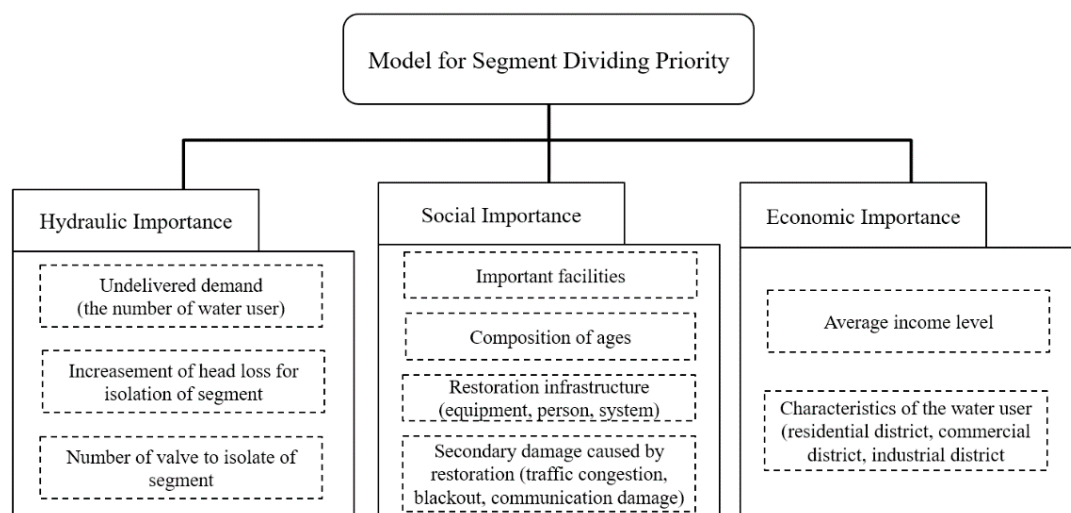 Model for Segment Dividing Priority
Hydraulic Importance
Undelivered demand
(the number of water user)
Increasement of head loss for
isolation of segment
Number of valve to isolate of
segment
Social Importance
Important facilities
Composition of ages
Restoration infrastructure
(equipment, person, system)
Secondary damage caused by
restoration (traffic congestion,
blackout, communication damage)
Economic Importance
Average income level
Characteristics of the water user
(residential district, commercial
district, industrial district